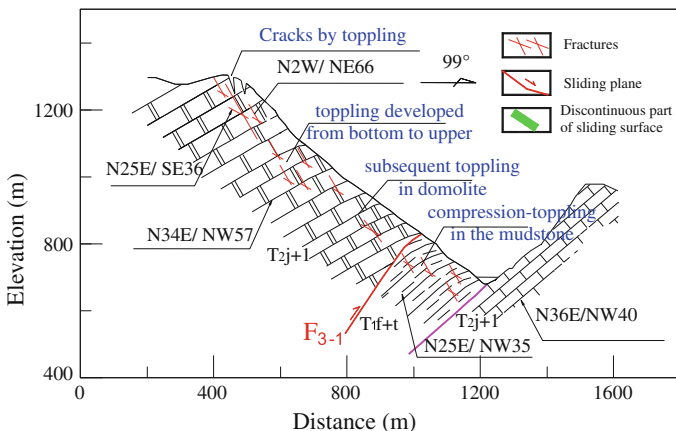 Cracks by toppling
N2W/ NE66
99°
Fractures
Sliding plane
Discontinuous part
of sliding surface
toppling developed
from bottom to upper
N25E/ SE36
subsequent toppling
in domolite
N34E/ NW57
compression-toppling
in the mudstone
T2j+1
T1f+t
T2j+1
F3-1
N25E/ NW35
N36E/NW40
Elevation (m)
1200
1000
800
600
400
0
400
800
1200
1600
Distance (m)